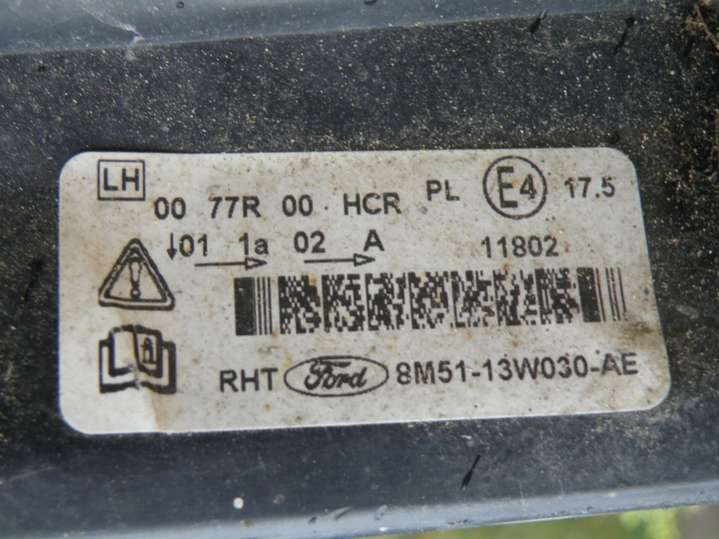 LH 00 77R 00 HCR PL E4 17.5
↓01 1a 02 A 11802
RHT Ford 8M51-13W030-AE